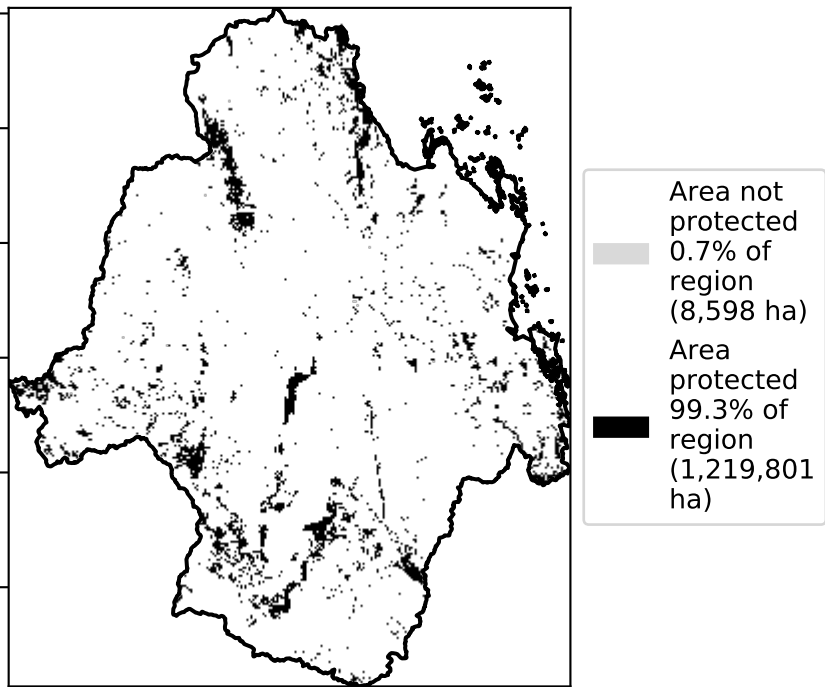 Area not
protected
0.7% of
region
(8,598 ha)
Area
protected
99.3% of
region
(1,219,801
ha)